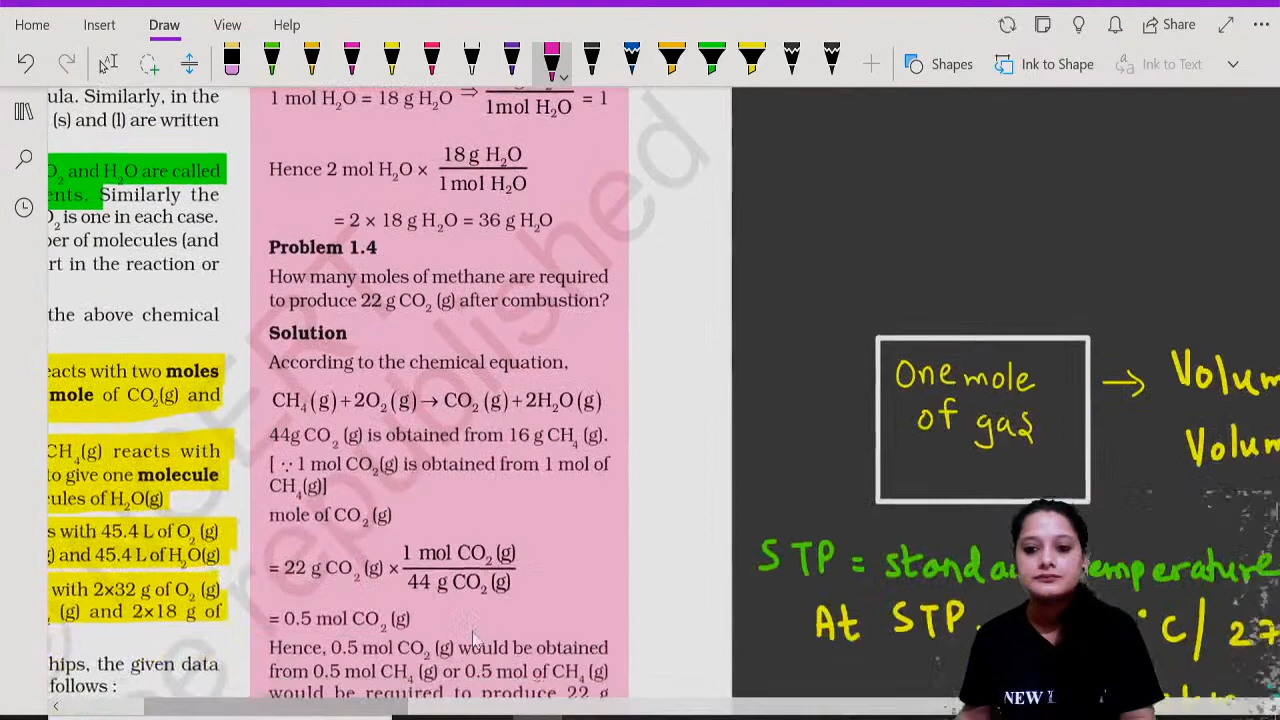 Home Insert Draw View Help Share
Shapes Ink to Shape Ink to Text
ula. Similarly, in the
(s) and (l) are written
O₂ and H₂O are called
ents. Similarly the
O₂ is one in each case.
er of molecules (and
rt in the reaction or
the above chemical
eacts with two moles
mole of CO₂(g) and
CH₄(g) reacts with
to give one molecule
cules of H₂O(g)
s with 45.4 L of O₂ (g)
) and 45.4 L of H₂O(g)
with 2×32 g of O₂ (g)
(g) and 2×18 g of
hips, the given data
follows :
1 mol H₂O = 18 g H₂O ⇒ 1mol H₂O = 1
Hence 2 mol H₂O × 18 g H₂O / 1mol H₂O
= 2 × 18 g H₂O = 36 g H₂O
Problem 1.4
How many moles of methane are required
to produce 22 g CO₂ (g) after combustion?
Solution
According to the chemical equation,
CH₄(g)+2O₂(g)→CO₂(g)+2H₂O(g)
44g CO₂ (g) is obtained from 16 g CH₄ (g).
[ ∵ 1 mol CO₂(g) is obtained from 1 mol of
CH₄(g)]
mole of CO₂ (g)
= 22 g CO₂ (g) × 1 mol CO₂ (g) / 44 g CO₂ (g)
= 0.5 mol CO₂ (g)
Hence, 0.5 mol CO₂ (g) would be obtained
from 0.5 mol CH₄ (g) or 0.5 mol of CH₄ (g)
would be required to produce 22 g
One mole
of gas
→ Volum
Volum
STP = standa temperature
At STP °C / 27
NEW